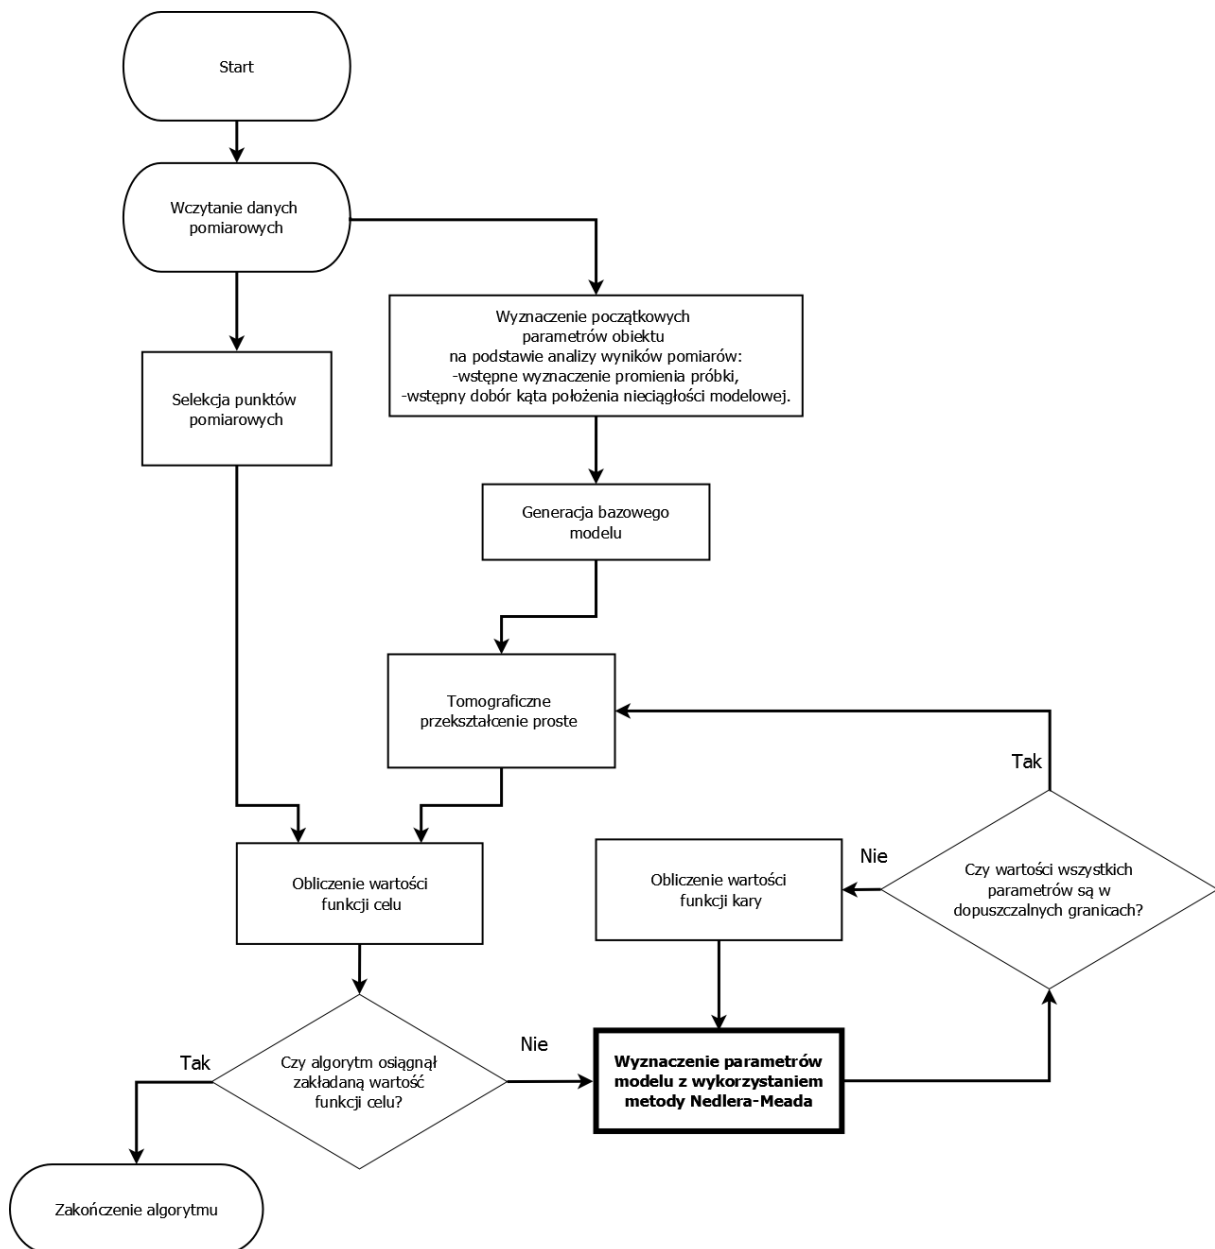 Start
Wczytanie danych
pomiarowych
Wyznaczenie początkowych
parametrów obiektu
na podstawie analizy wyników pomiarów:
-wstępne wyznaczenie promienia próbki,
-wstępny dobór kąta położenia nieciągłości modelowej.
Selekcja punktów
pomiarowych
Generacja bazowego
modelu
Tomograficzne
przekształcenie proste
Tak
Obliczenie wartości
funkcji celu
Obliczenie wartości
funkcji kary
Nie
Czy wartości wszystkich
parametrów są w
dopuszczalnych granicach?
Tak
Czy algorytm osiągnął
zakładaną wartość
funkcji celu?
Nie
Wyznaczenie parametrów
modelu z wykorzystaniem
metody Nedlera-Meada
Zakończenie algorytmu